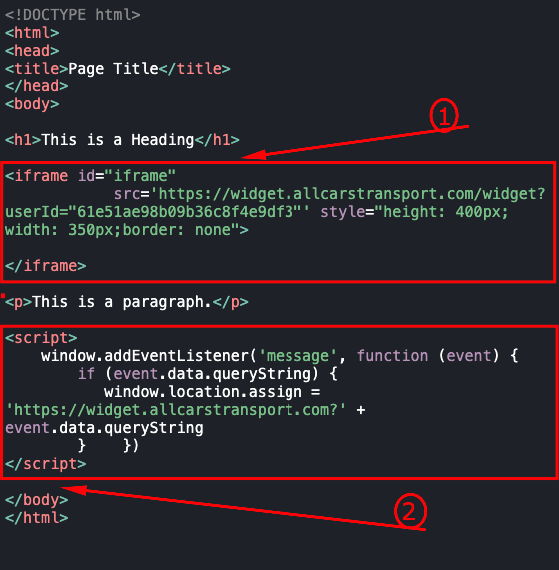 <!DOCTYPE html>
<html>
<head>
<title>Page Title</title>
</head>
<body>
1
<h1>This is a Heading</h1>
<iframe id="iframe"
src='https://widget.allcarstransport.com/widget?
userId="61e51ae98b09b36c8f4e9df3"' style="height: 400px;
width: 350px;border: none">
</iframe>
<p>This is a paragraph.</p>
<script>
window.addEventListener('message', function (event) {
if (event.data.queryString) {
window.location.assign =
'https://widget.allcarstransport.com?' +
event.data.queryString
} })
</script>
</body>
2
</html>